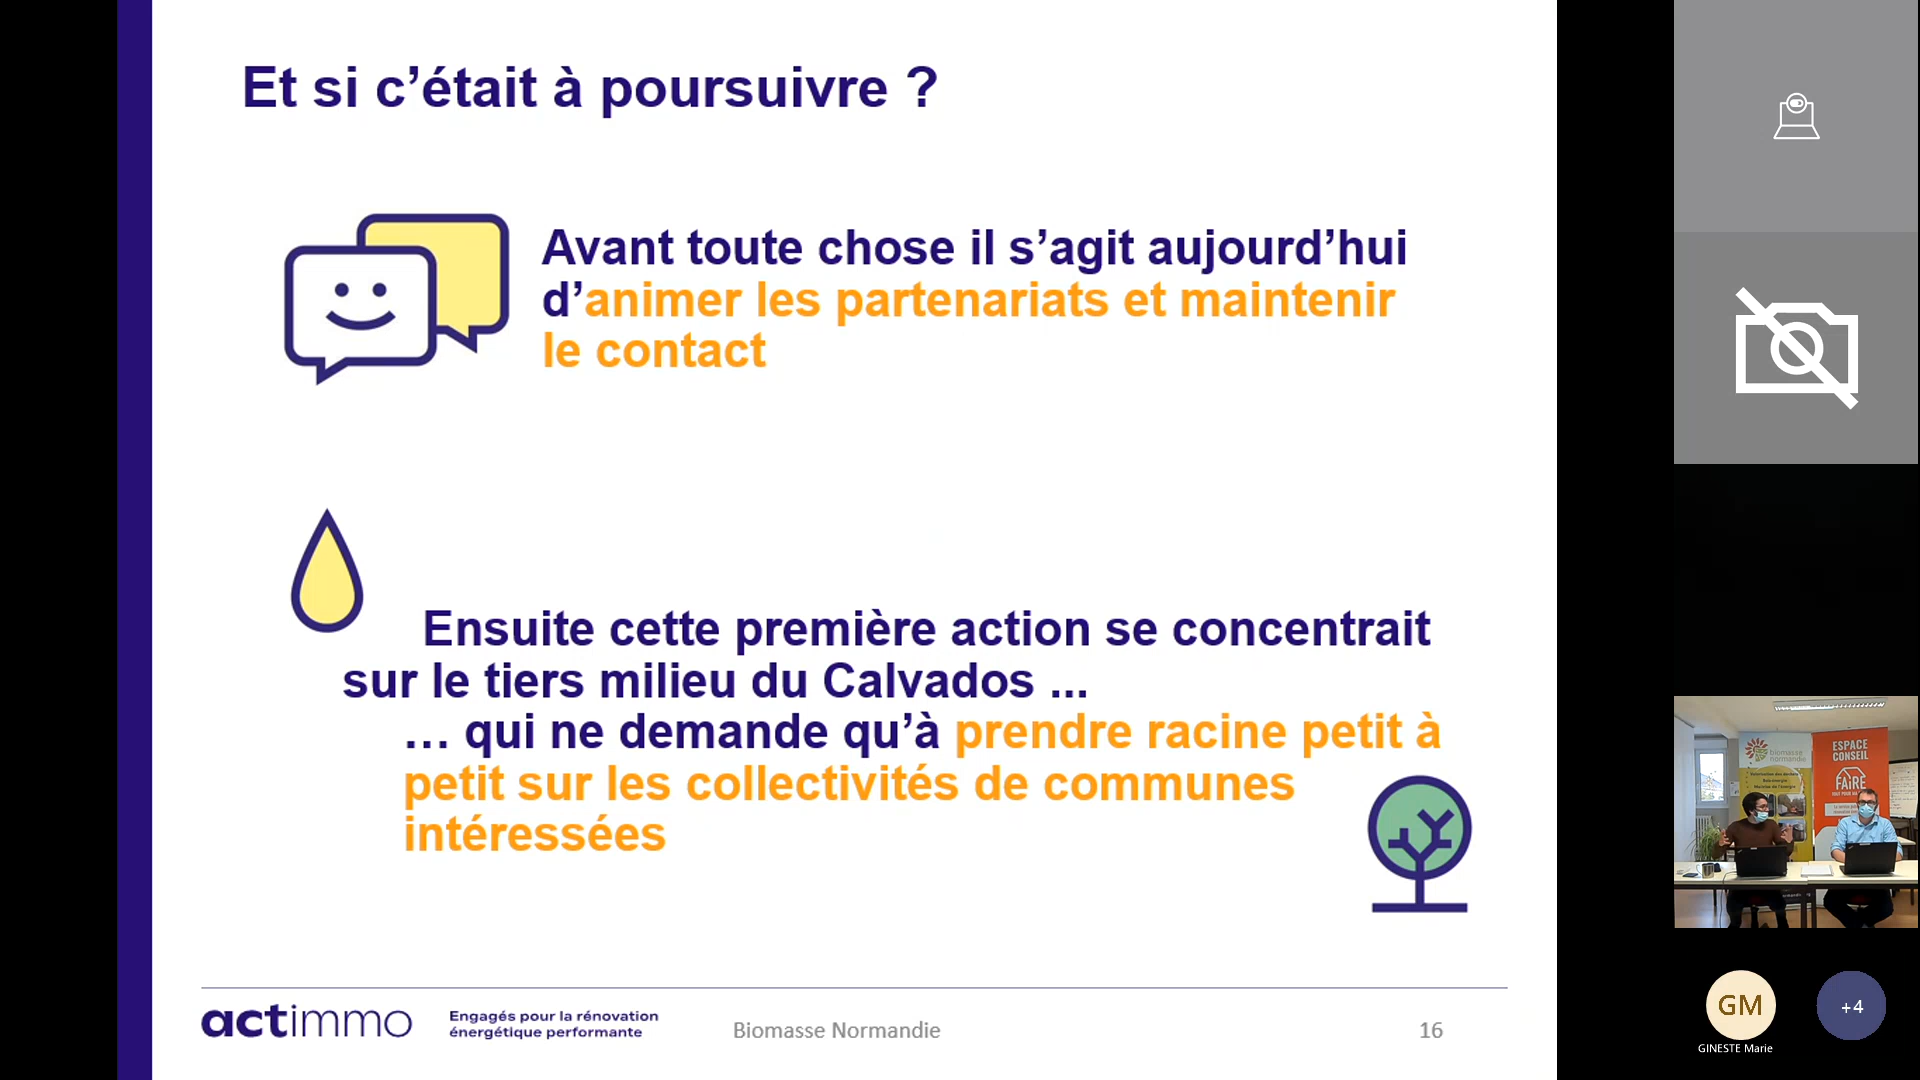 Et si c’était à poursuivre ?
Avant toute chose il s’agit aujourd’hui
d’animer les partenariats et maintenir
le contact
Ensuite cette première action se concentrait
sur le tiers milieu du Calvados ...
… qui ne demande qu’à prendre racine petit à
petit sur les collectivités de communes
intéressées
actimmo
Engagés pour la rénovation
énergétique performante
Biomasse Normandie
16
biomasse
normandie
ESPACE
CONSEIL
FAIRE
GM
+4
GINESTE Marie